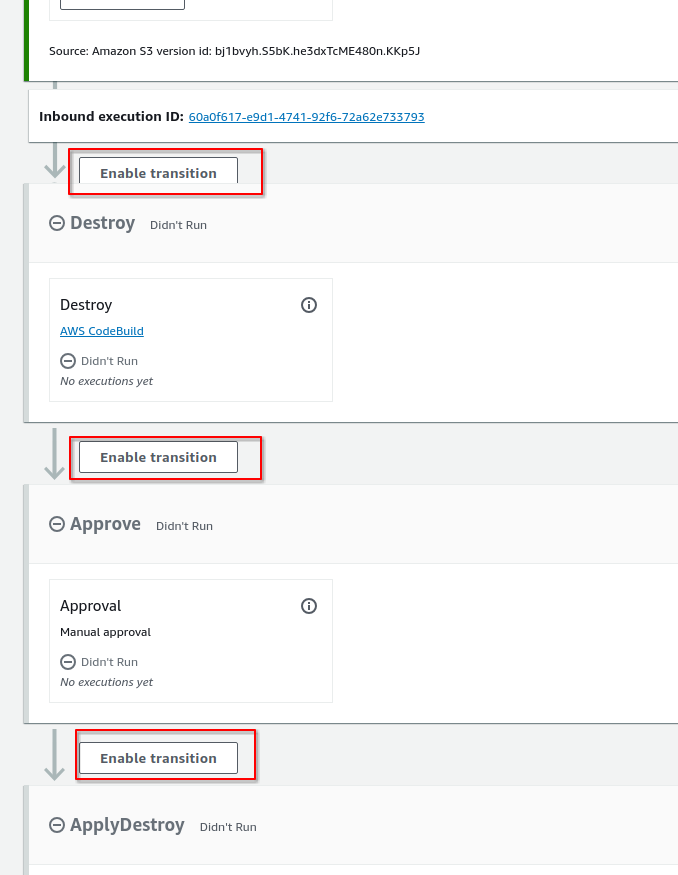 Source: Amazon S3 version id: bj1bvyh.S5bK.he3dxTcME480n.KKp5J
Inbound execution ID: 60a0f617-e9d1-4741-92f6-72a62e733793
Enable transition
Destroy Didn't Run
Destroy
AWS CodeBuild
Didn't Run
No executions yet
Enable transition
Approve Didn't Run
Approval
Manual approval
Didn't Run
No executions yet
Enable transition
ApplyDestroy Didn't Run